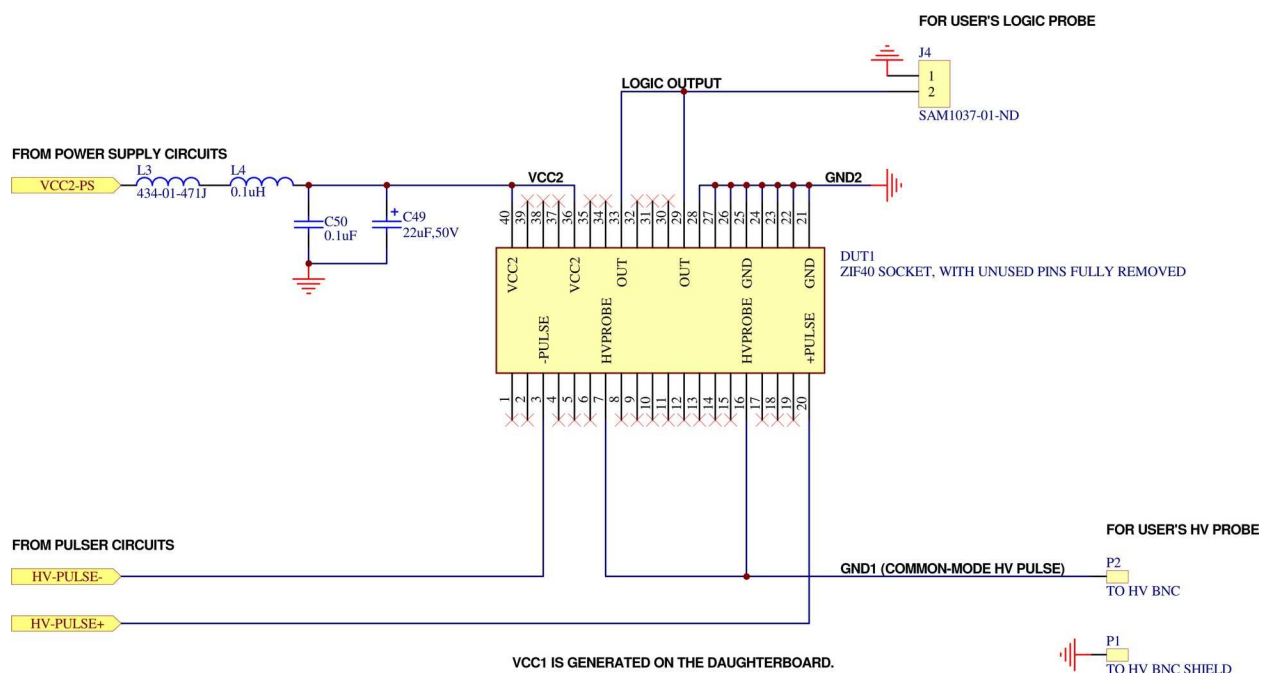 FOR USER'S LOGIC PROBE
J4
1
2
SAM1037-01-ND
LOGIC OUTPUT
FROM POWER SUPPLY CIRCUITS
VCC2-PS
L3
434-01-471J
L4
0.1uH
VCC2
GND2
C50
0.1uF
+
C49
22uF,50V
40 39 38 37 36 35 34 33 32 31 30 29 28 27 26 25 24 23 22 21
DUT1
ZIF40 SOCKET, WITH UNUSED PINS FULLY REMOVED
VCC2 VCC2 OUT OUT GND GND
-PULSE HVPROBE HVPROBE +PULSE
1 2 3 4 5 6 7 8 9 10 11 12 13 14 15 16 17 18 19 20
FROM PULSER CIRCUITS
HV-PULSE-
HV-PULSE+
GND1 (COMMON-MODE HV PULSE)
FOR USER'S HV PROBE
P2
TO HV BNC
P1
TO HV BNC SHIELD
VCC1 IS GENERATED ON THE DAUGHTERBOARD.